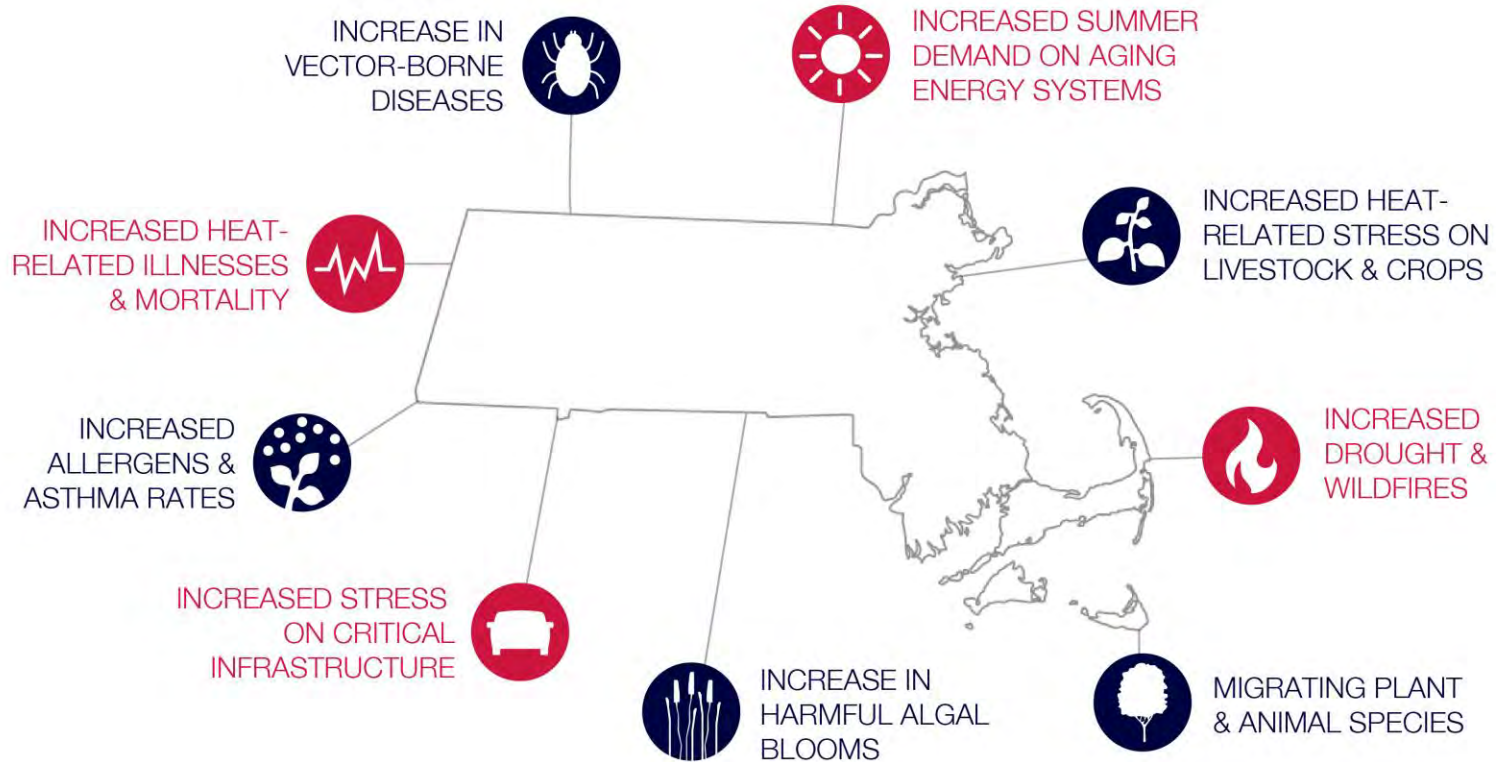 INCREASE IN
VECTOR-BORNE
DISEASES
INCREASED SUMMER
DEMAND ON AGING
ENERGY SYSTEMS
INCREASED HEAT-
RELATED ILLNESSES
& MORTALITY
INCREASED HEAT-
RELATED STRESS ON
LIVESTOCK & CROPS
INCREASED
ALLERGENS &
ASTHMA RATES
INCREASED
DROUGHT &
WILDFIRES
INCREASED STRESS
ON CRITICAL
INFRASTRUCTURE
INCREASE IN
HARMFUL ALGAL
BLOOMS
MIGRATING PLANT
& ANIMAL SPECIES